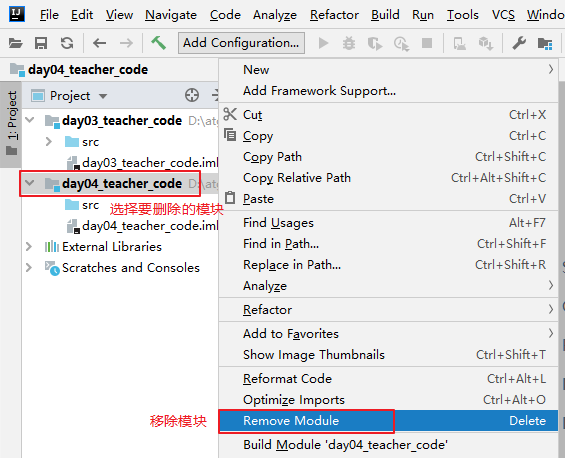 IJ File Edit View Navigate Code Analyze Refactor Build Run Tools VCS Windo
Add Configuration...
day04_teacher_code
1: Project
Project
day03_teacher_code D:\atg
src
day03_teacher_code.iml
day04_teacher_code D:\at
src
选择要删除的模块
day04_teacher_code.im
External Libraries
Scratches and Consoles
移除模块
New
Add Framework Support...
Cut Ctrl+X
Copy Ctrl+C
Copy Path Ctrl+Shift+C
Copy Relative Path Ctrl+Alt+Shift+C
Paste Ctrl+V
Find Usages Alt+F7
Find in Path... Ctrl+Shift+F
Replace in Path... Ctrl+Shift+R
Analyze
Refactor
Add to Favorites
Show Image Thumbnails Ctrl+Shift+T
Reformat Code Ctrl+Alt+L
Optimize Imports Ctrl+Alt+O
Remove Module Delete
Build Module 'day04_teacher_code'